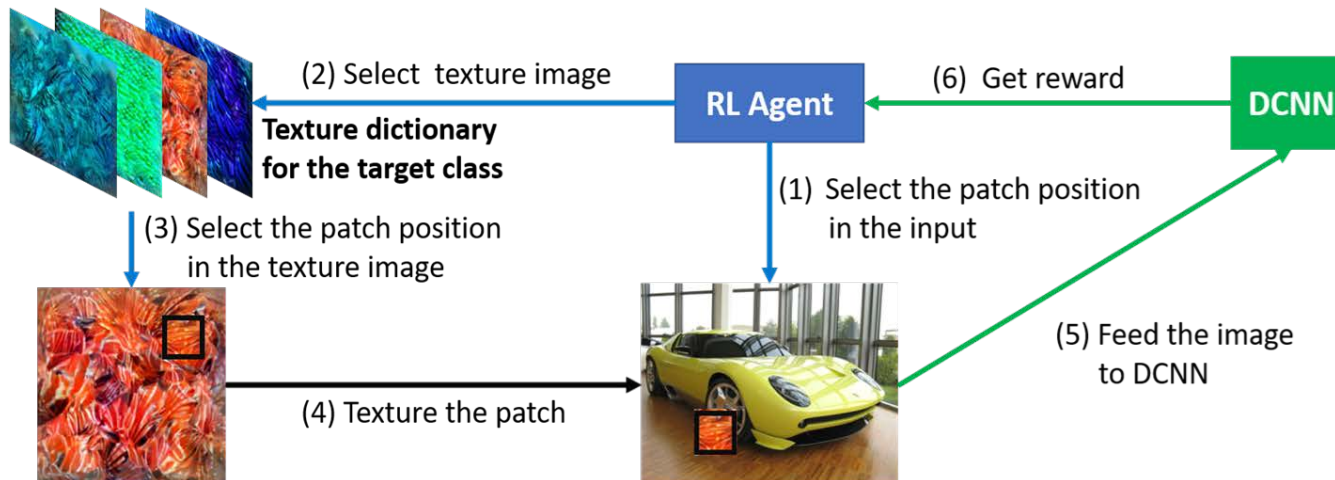 (2) Select texture image
RL Agent
(6) Get reward
DCNN
Texture dictionary
for the target class
(1) Select the patch position
in the input
(3) Select the patch position
in the texture image
(5) Feed the image
to DCNN
(4) Texture the patch